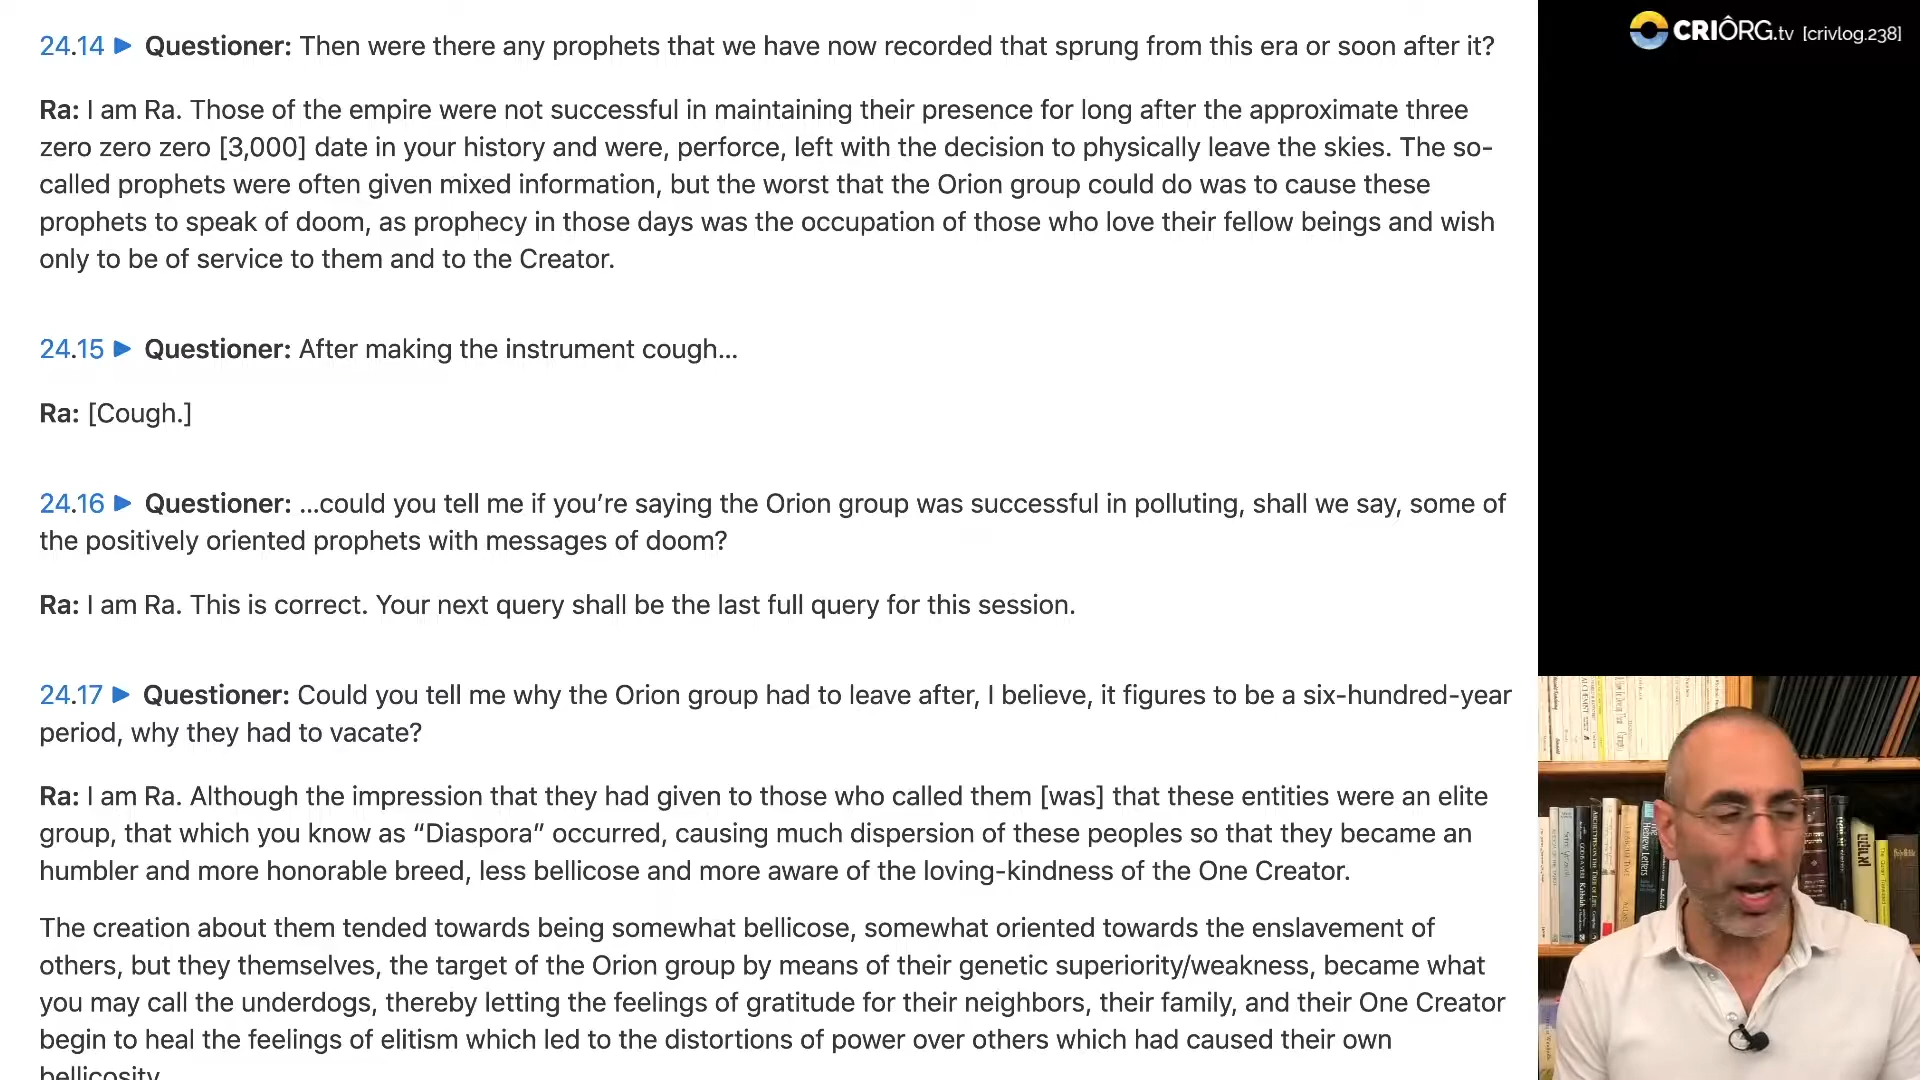 24.14 ▶ Questioner: Then were there any prophets that we have now recorded that sprung from this era or soon after it?
Ra: I am Ra. Those of the empire were not successful in maintaining their presence for long after the approximate three
zero zero zero [3,000] date in your history and were, perforce, left with the decision to physically leave the skies. The so-
called prophets were often given mixed information, but the worst that the Orion group could do was to cause these
prophets to speak of doom, as prophecy in those days was the occupation of those who love their fellow beings and wish
only to be of service to them and to the Creator.
24.15 ▶ Questioner: After making the instrument cough…
Ra: [Cough.]
24.16 ▶ Questioner: …could you tell me if you’re saying the Orion group was successful in polluting, shall we say, some of
the positively oriented prophets with messages of doom?
Ra: I am Ra. This is correct. Your next query shall be the last full query for this session.
24.17 ▶ Questioner: Could you tell me why the Orion group had to leave after, I believe, it figures to be a six-hundred-year
period, why they had to vacate?
Ra: I am Ra. Although the impression that they had given to those who called them [was] that these entities were an elite
group, that which you know as “Diaspora” occurred, causing much dispersion of these peoples so that they became an
humbler and more honorable breed, less bellicose and more aware of the loving-kindness of the One Creator.
The creation about them tended towards being somewhat bellicose, somewhat oriented towards the enslavement of
others, but they themselves, the target of the Orion group by means of their genetic superiority/weakness, became what
you may call the underdogs, thereby letting the feelings of gratitude for their neighbors, their family, and their One Creator
begin to heal the feelings of elitism which led to the distortions of power over others which had caused their own
bellicosity.
CRIÔRG.tv [crivlog.238]
The Hebrew Letters
Kabbalah